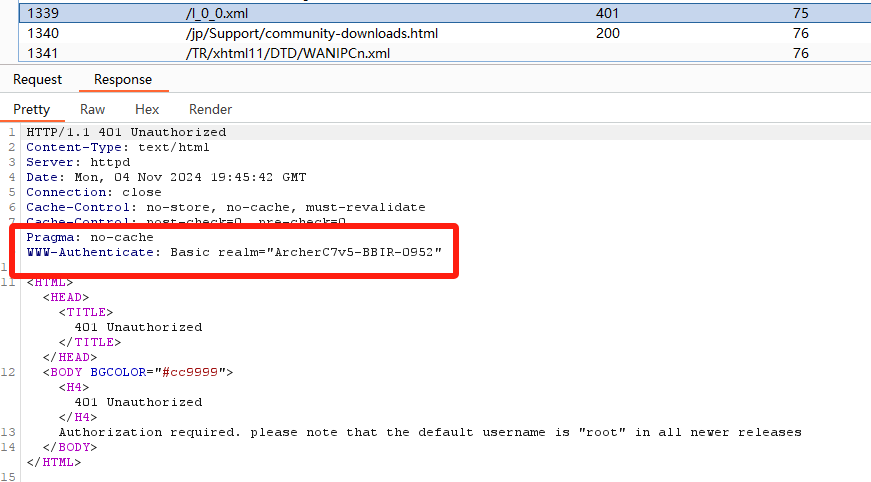 1339 /I_0_0.xml 401 75
1340 /jp/Support/community-downloads.html 200 76
1341 /TR/xhtml11/DTD/WANIPCn.xml 76
Request Response
Pretty Raw Hex Render
1 HTTP/1.1 401 Unauthorized
2 Content-Type: text/html
3 Server: httpd
4 Date: Mon, 04 Nov 2024 19:45:42 GMT
5 Connection: close
6 Cache-Control: no-store, no-cache, must-revalidate
7 Cache-Control: post-check=0, pre-check=0
Pragma: no-cache
WWW-Authenticate: Basic realm="ArcherC7v5-BBIR-0952"
1
11 <HTML>
<HEAD>
<TITLE>
401 Unauthorized
</TITLE>
</HEAD>
12 <BODY BGCOLOR="#cc9999">
<H4>
401 Unauthorized
</H4>
13 Authorization required. please note that the default username is "root" in all newer releases
14 </BODY>
</HTML>
15